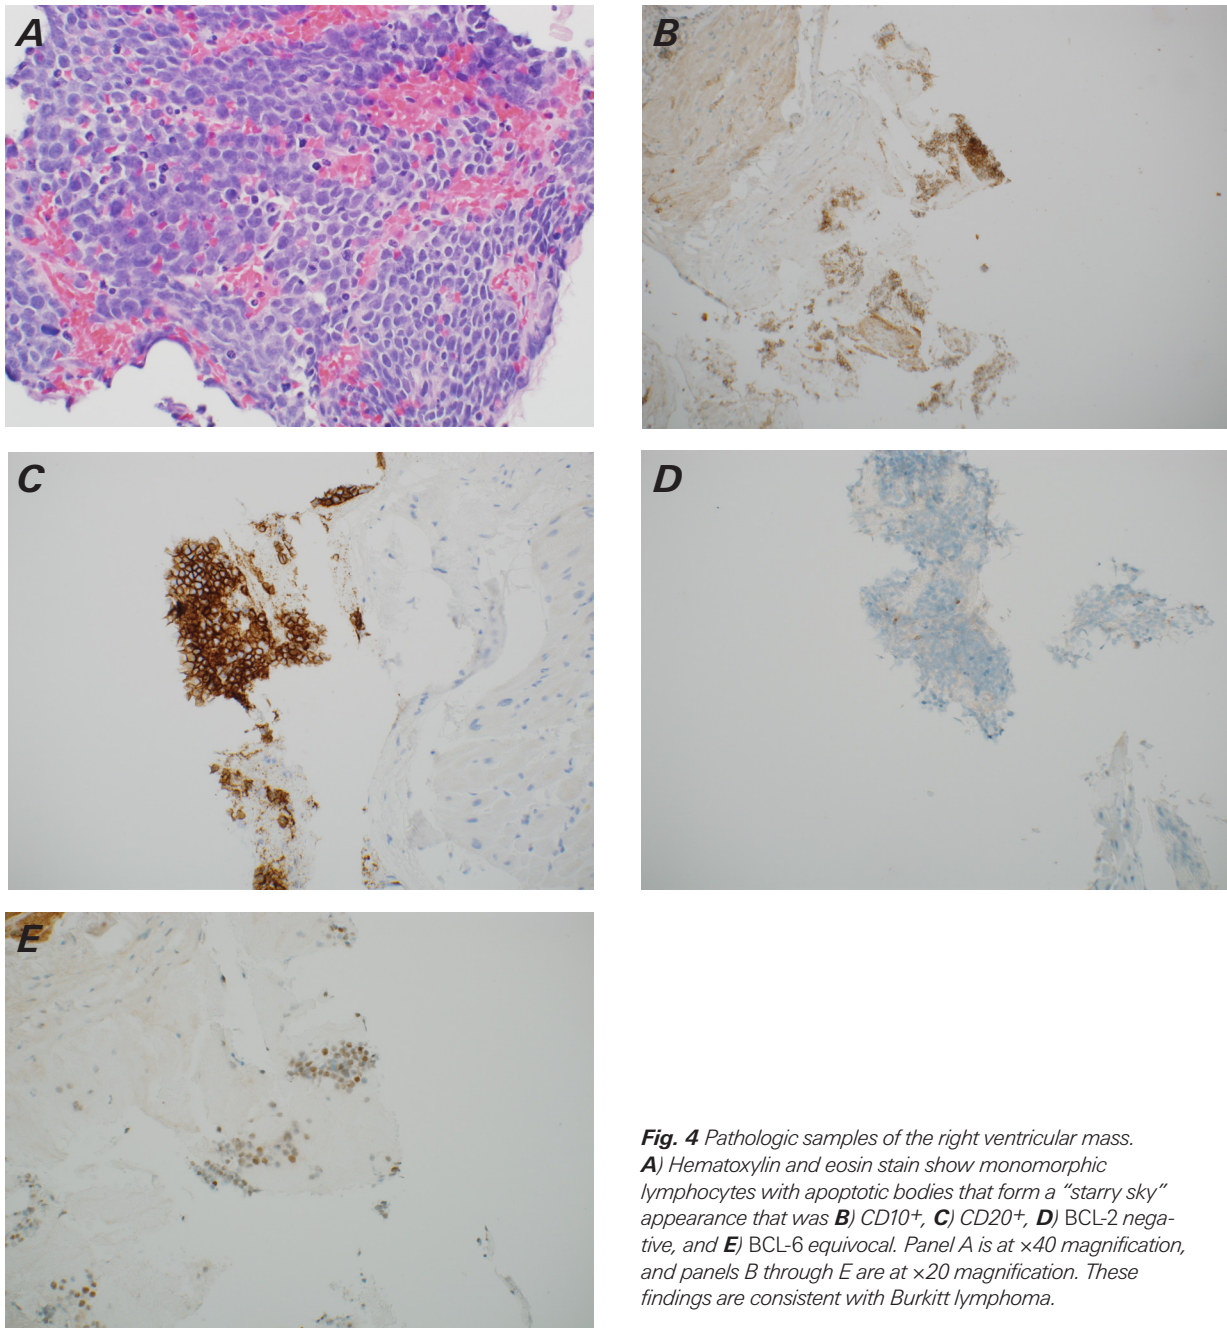 A
B
C
D
E
Fig. 4 Pathologic samples of the right ventricular mass.
A) Hematoxylin and eosin stain show monomorphic
lymphocytes with apoptotic bodies that form a “starry sky”
appearance that was B) CD10+, C) CD20+, D) BCL-2 nega-
tive, and E) BCL-6 equivocal. Panel A is at ×40 magnification,
and panels B through E are at ×20 magnification. These
findings are consistent with Burkitt lymphoma.